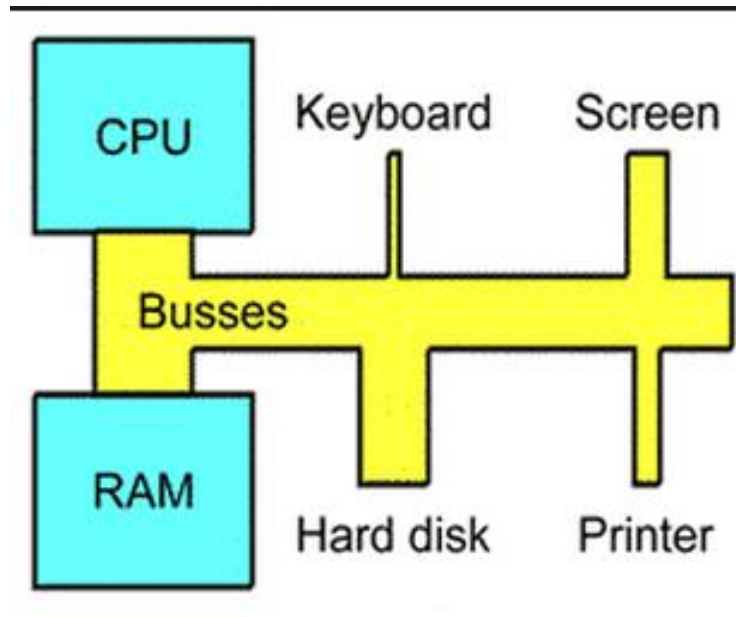 CPU
Keyboard
Screen
Busses
RAM
Hard disk
Printer